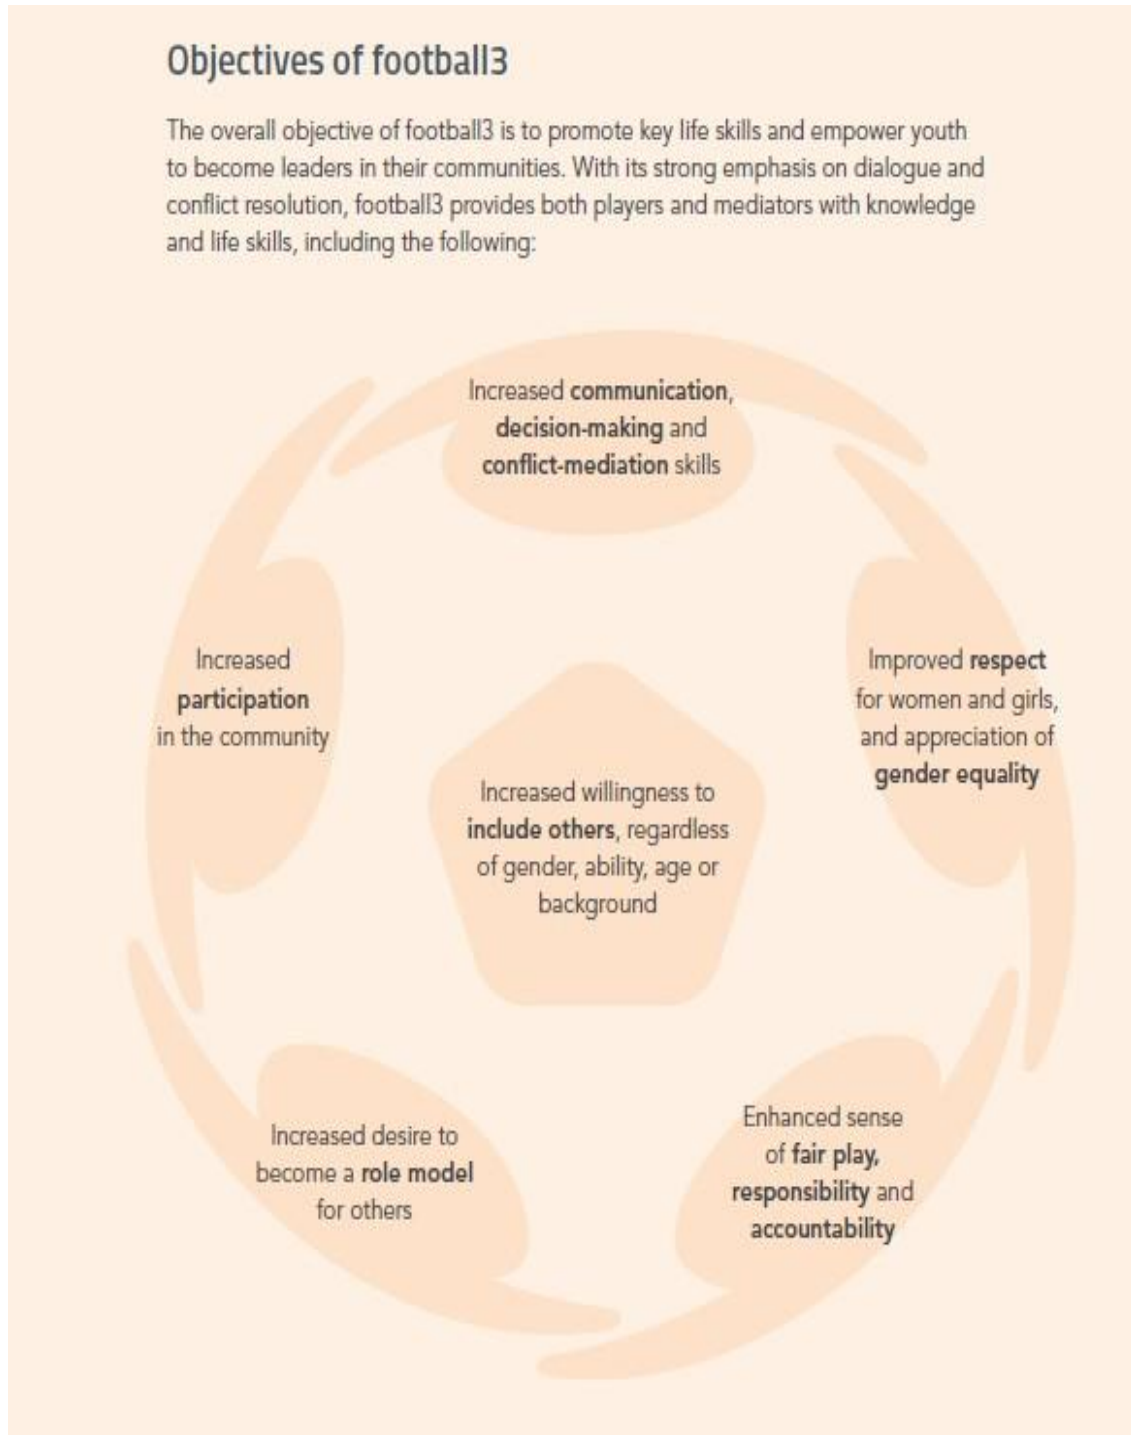 Objectives of football3
The overall objective of football3 is to promote key life skills and empower youth
to become leaders in their communities. With its strong emphasis on dialogue and
conflict resolution, football3 provides both players and mediators with knowledge
and life skills, including the following:
Increased communication,
decision-making and
conflict-mediation skills
Increased
participation
in the community
Improved respect
for women and girls,
and appreciation of
gender equality
Increased willingness to
include others, regardless
of gender, ability, age or
background
Increased desire to
become a role model
for others
Enhanced sense
of fair play,
responsibility and
accountability